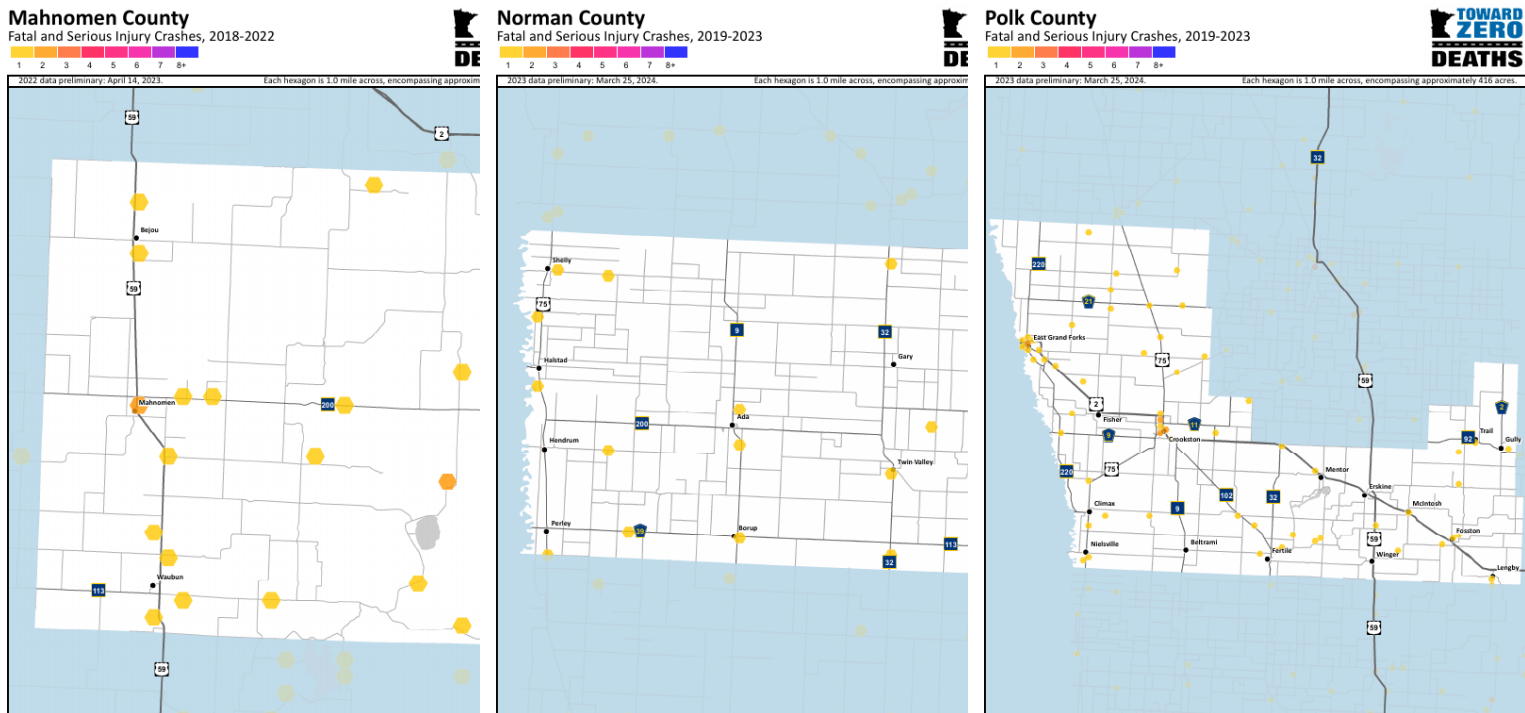 Mahnomen County
Fatal and Serious Injury Crashes, 2018-2022
1 2 3 4 5 6 7 8+
DE
2022 data preliminary: April 14, 2023. Each hexagon is 1.0 mile across, encompassing approxim
59
2
Bejou
59
Mahnomen
200
Waubun
113
59
Norman County
Fatal and Serious Injury Crashes, 2019-2023
1 2 3 4 5 6 7 8+
DE
2023 data preliminary: March 25, 2024. Each hexagon is 1.0 mile across, encompassing approxim
Shelly
75
9
32
Gary
Halstad
Ada
200
Hendrum
Twin Valley
Perley
39
Borup
113
32
Polk County
Fatal and Serious Injury Crashes, 2019-2023
1 2 3 4 5 6 7 8+
TOWARD
ZERO
DEATHS
2023 data preliminary: March 25, 2024. Each hexagon is 1.0 mile across, encompassing approximately 416 acres.
32
220
21
East Grand Forks
75
59
2
2
Fisher
9
11
Crookston
92
Trail
Gully
220
75
Mentor
Erskine
102
32
9
Climax
McIntosh
Fosston
59
Nielsville
Beltrami
Fertile
Winger
Lengby
59